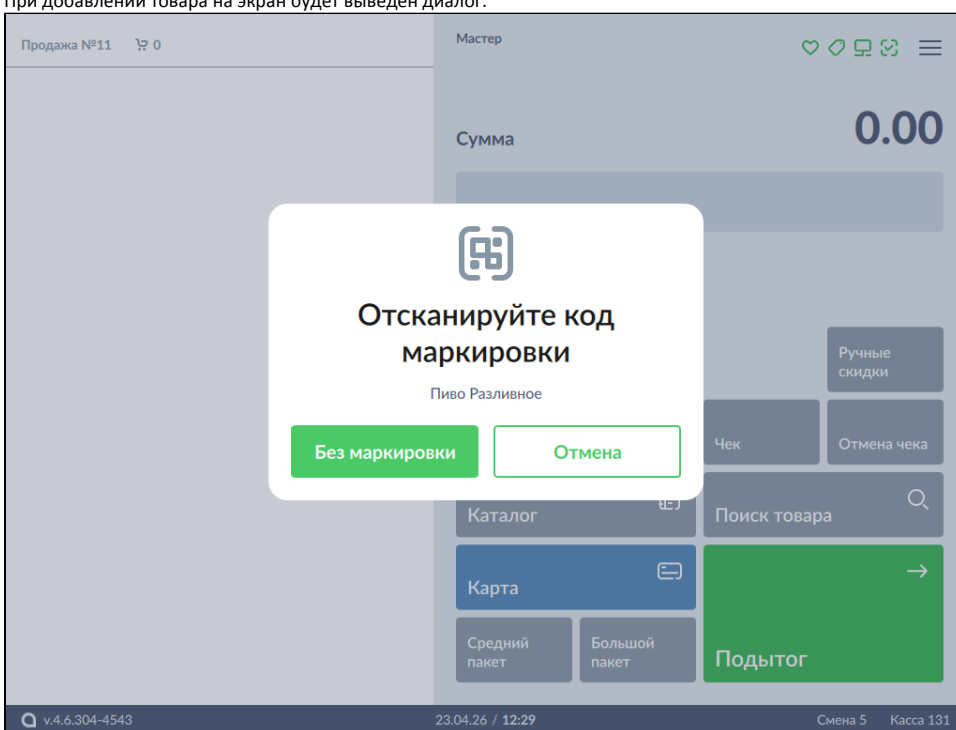 При добавлении товара на экран будет выведен диалог:
Продажа №11 0
Мастер
Сумма
0.00
Отсканируйте код
маркировки
Пиво Разливное
Без маркировки
Отмена
Ручные
скидки
Чек
Отмена чека
Каталог
Поиск товара
Карта
Средний
пакет
Большой
пакет
Подытог
v.4.6.304-4543
23.04.26 / 12:29
Смена 5 Касса 131